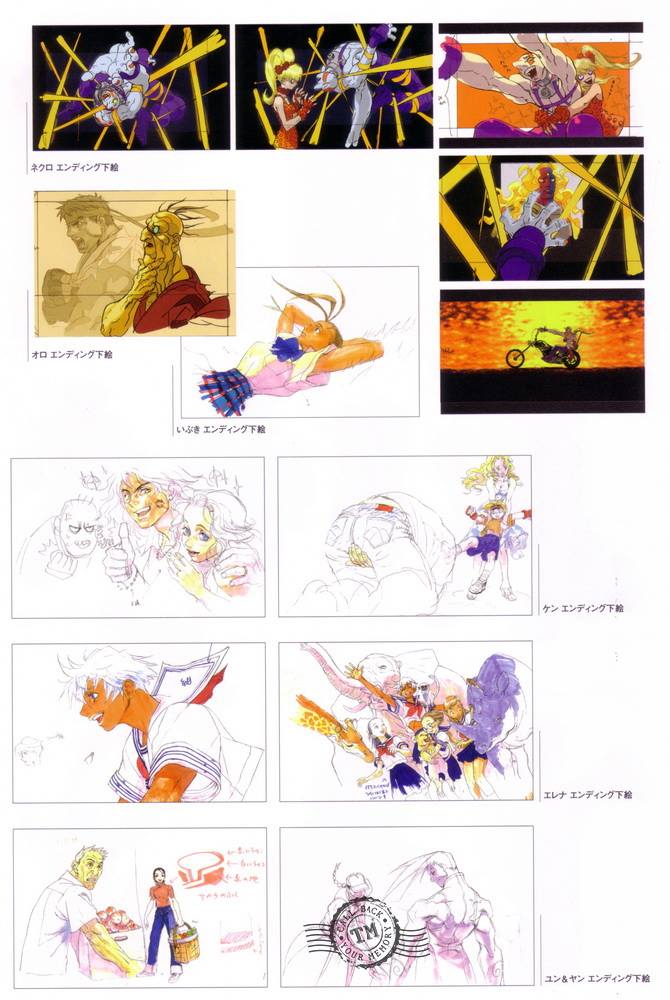 ネクロ エンディング下絵
オロ エンディング下絵
いぶき エンディング下絵
ケン エンディング下絵
エレナ エンディング下絵
ユン&ヤン エンディング下絵
CALL BACK
TM
YOUR MEMORY